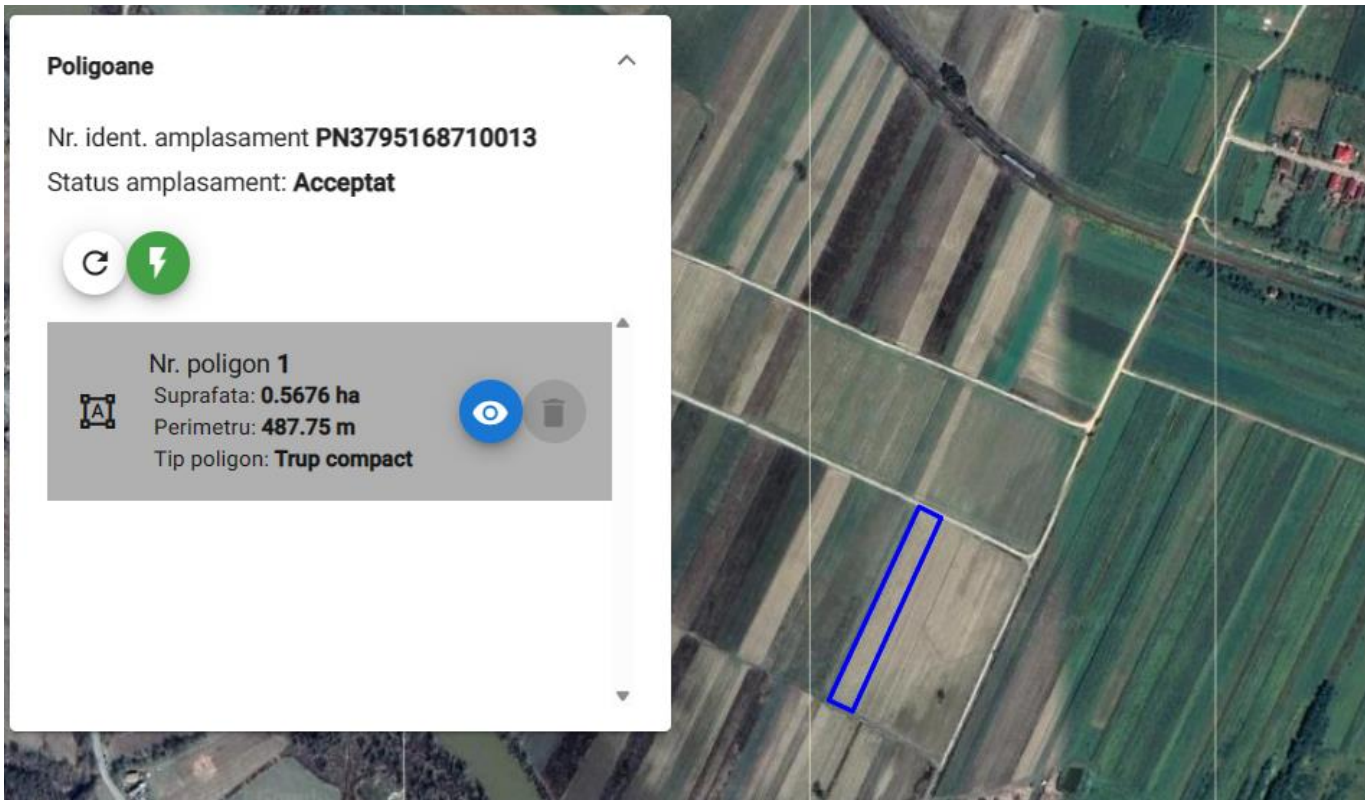 Poligoane
Nr. ident. amplasament PN3795168710013
Status amplasament: Acceptat
Nr. poligon 1
Suprafata: 0.5676 ha
Perimetru: 487.75 m
Tip poligon: Trup compact